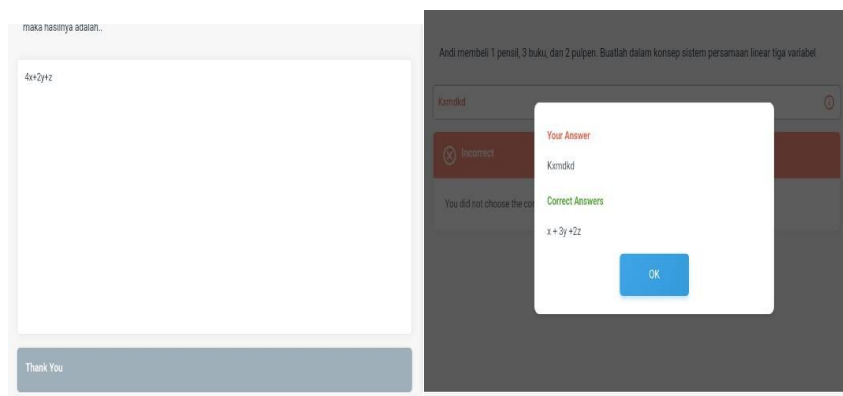 maka hasilnya adalah..
4x+2y+z
Thank You
Andi membeli 1 pensil, 3 buku, dan 2 pulpen. Buatlah dalam konsep sistem persamaan linear tiga variabel
Kxmdkd
Incorrect
You did not choose the cor
Your Answer
Kxmdkd
Correct Answers
x + 3y +2z
OK